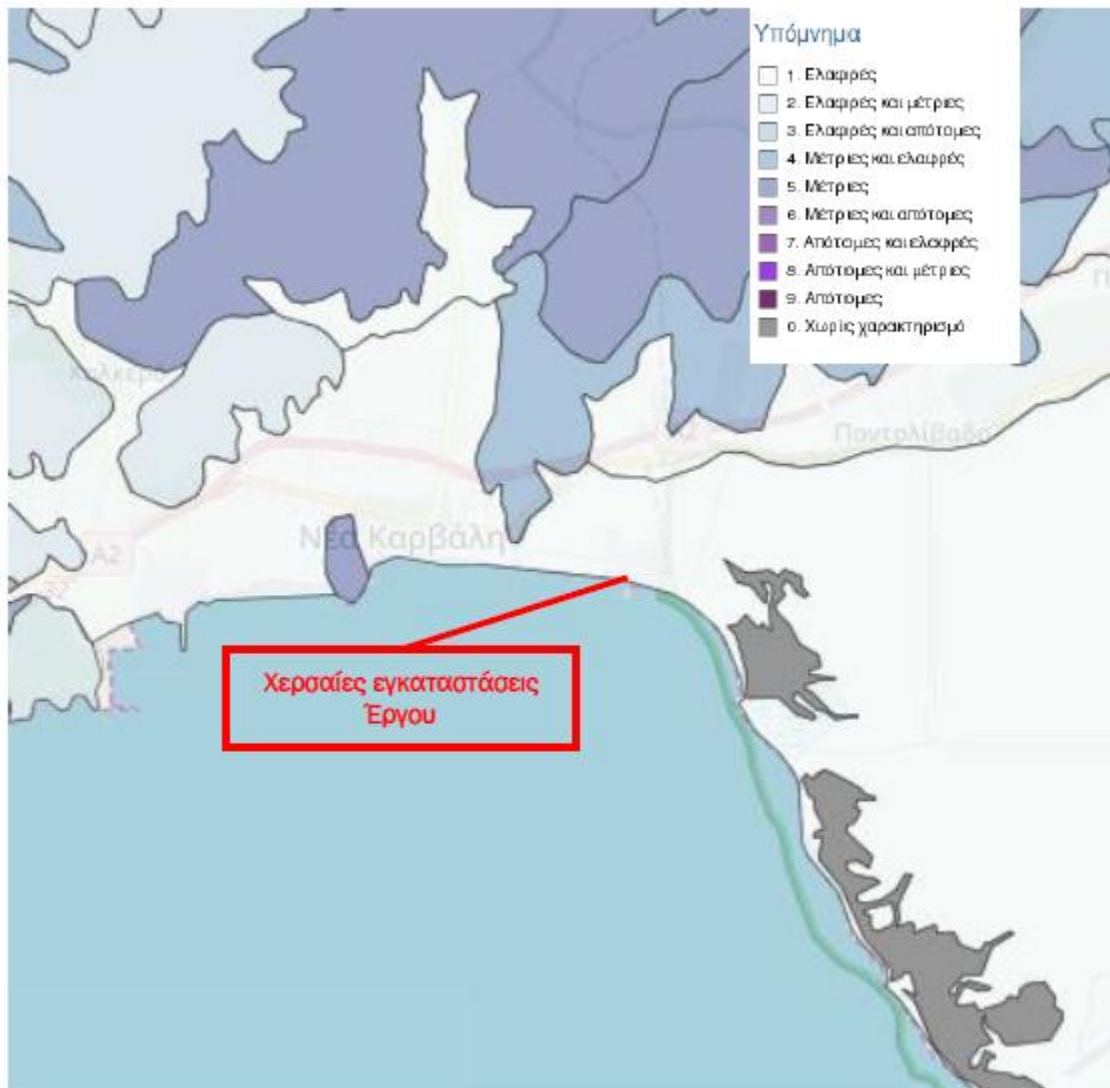 Υπόμνημα
1. Ελαφρές
2. Ελαφρές και μέτριες
3. Ελαφρές και απότομες
4. Μέτριες και ελαφρές
5. Μέτριες
6. Μέτριες και απότομες
7. Απότομες και ελαφρές
8. Απότομες και μέτριες
9. Απότομες
0. Χωρίς χαρακτηρισμό
Ποντολίβαδο
Νέα Καρβάλη
A2
Χερσαίες εγκαταστάσεις
Έργου